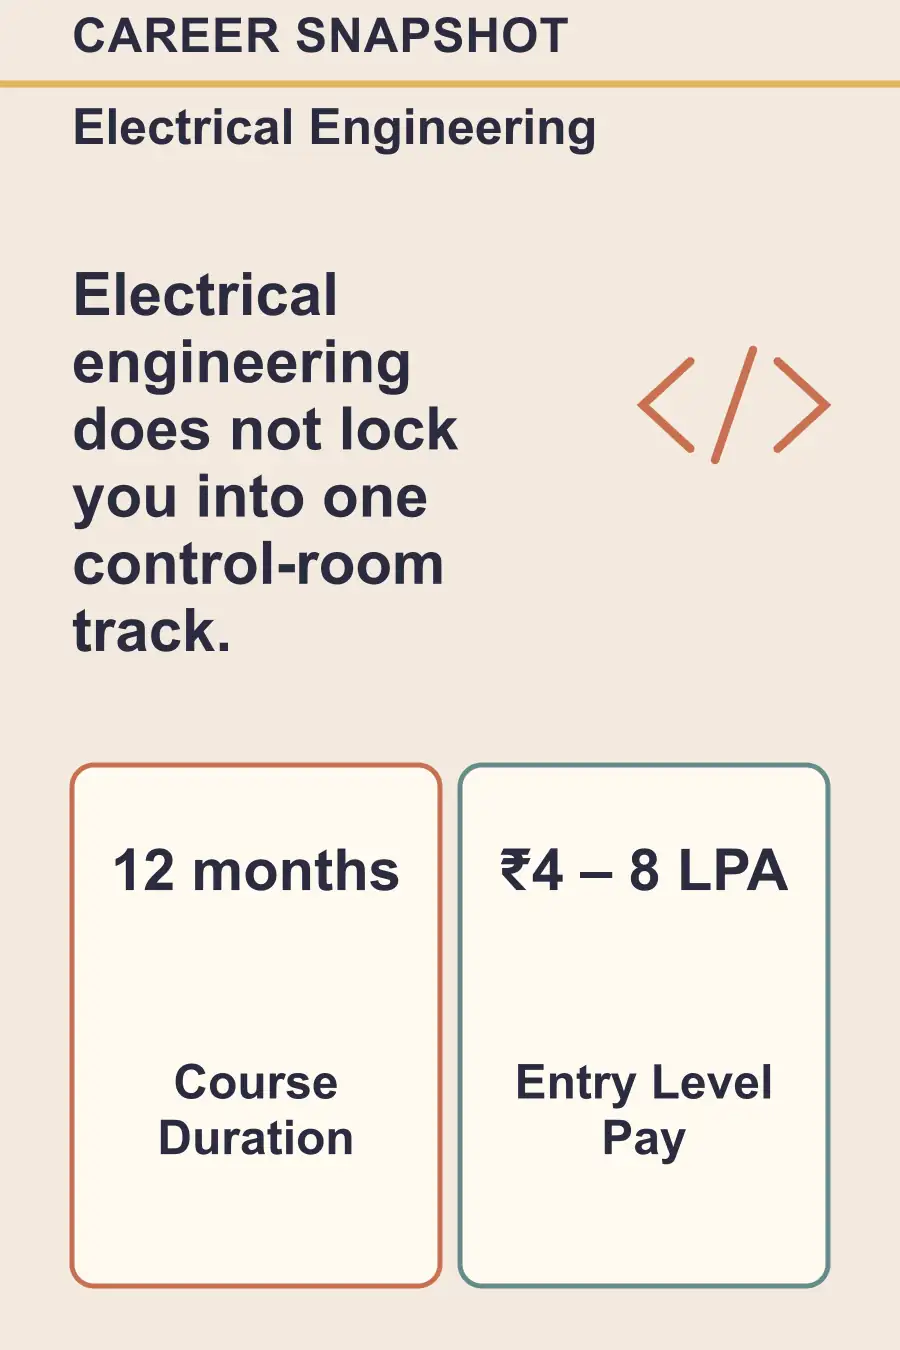 CAREER SNAPSHOT
Electrical Engineering
Electrical
engineering
does not lock
you into one
control-room
track.
12 months
Course
Duration
₹4 – 8 LPA
Entry Level
Pay